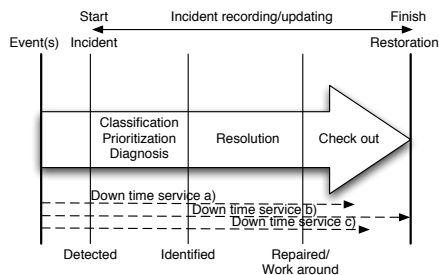 Start
Incident recording/updating
Finish
Event(s)
Incident
Restoration
Classification
Prioritization
Diagnosis
Resolution
Check out
Down time service a)
Down time service b)
Down time service c)
Detected
Identified
Repaired/
Work around